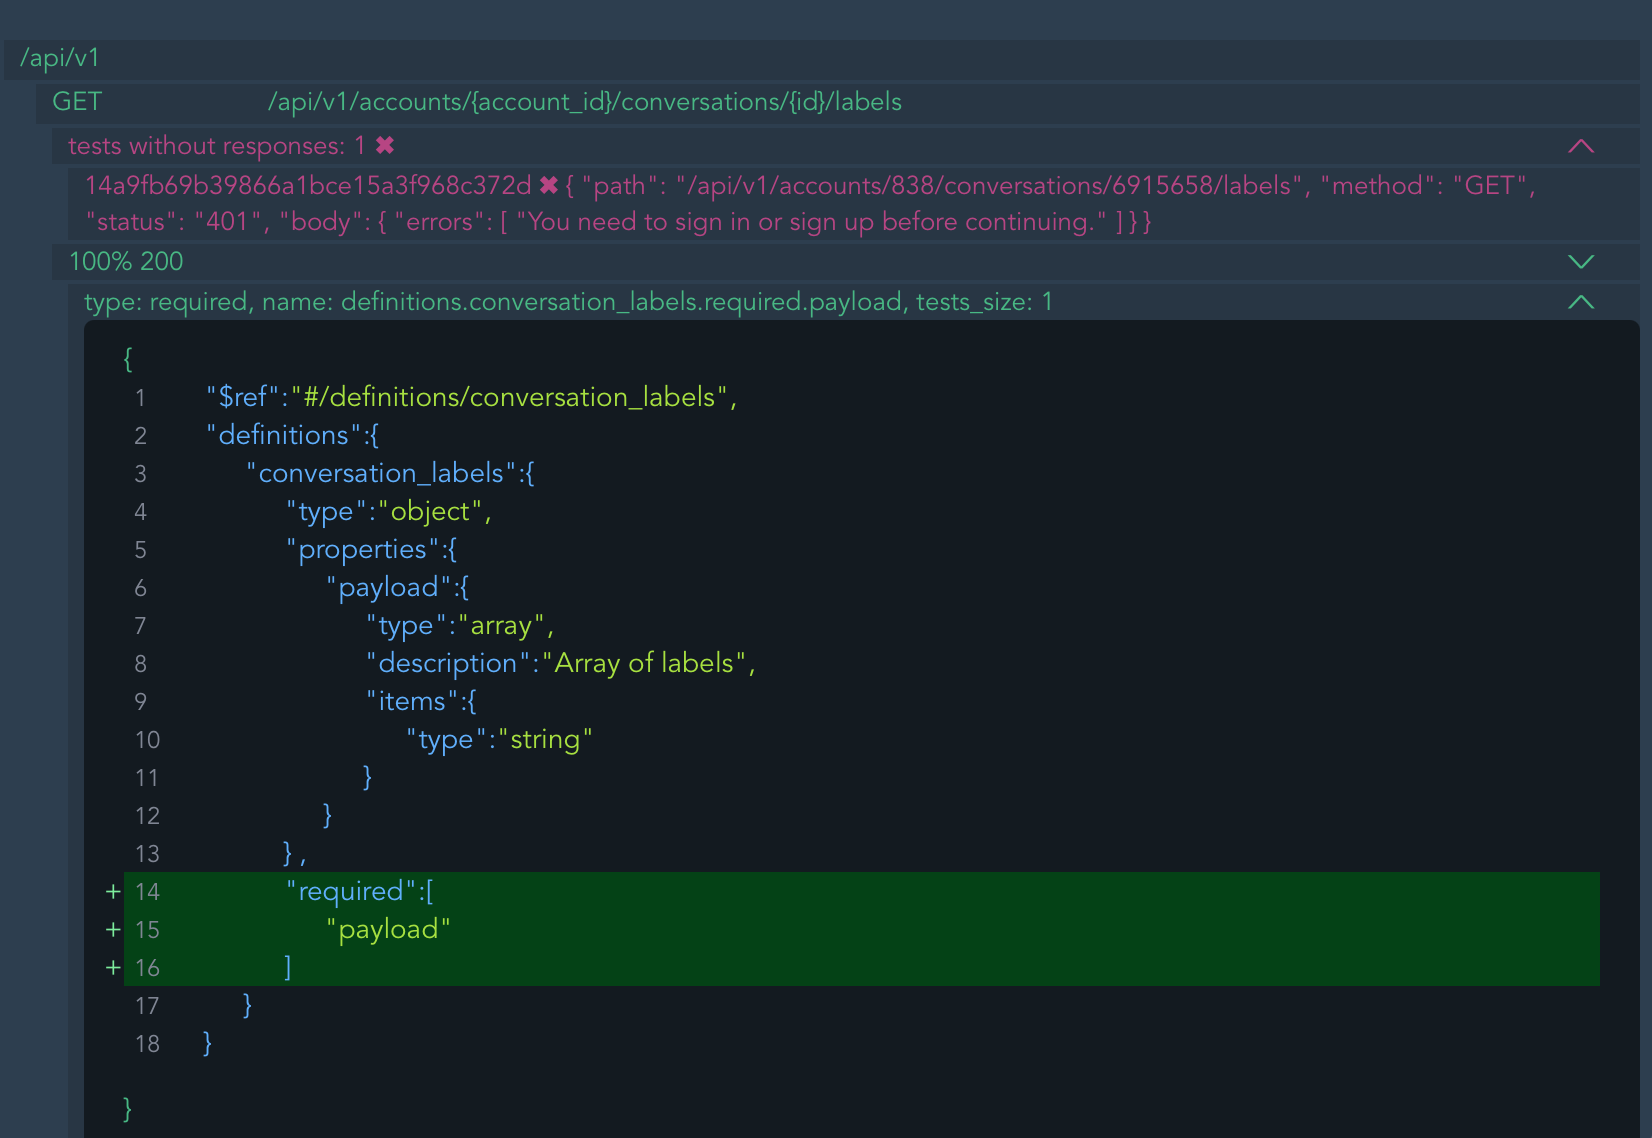 /api/v1
GET /api/v1/accounts/{account_id}/conversations/{id}/labels
tests without responses: 1 ✖
14a9fb69b39866a1bce15a3f968c372d ✖ { "path": "/api/v1/accounts/838/conversations/6915658/labels", "method": "GET",
"status": "401", "body": { "errors": [ "You need to sign in or sign up before continuing." ] } }
100% 200
type: required, name: definitions.conversation_labels.required.payload, tests_size: 1
{
1 "$ref":"#/definitions/conversation_labels",
2 "definitions":{
3 "conversation_labels":{
4 "type":"object",
5 "properties":{
6 "payload":{
7 "type":"array",
8 "description":"Array of labels",
9 "items":{
10 "type":"string"
11 }
12 }
13 } ,
+ 14 "required":[
+ 15 "payload"
+ 16 ]
17 }
18 }
}